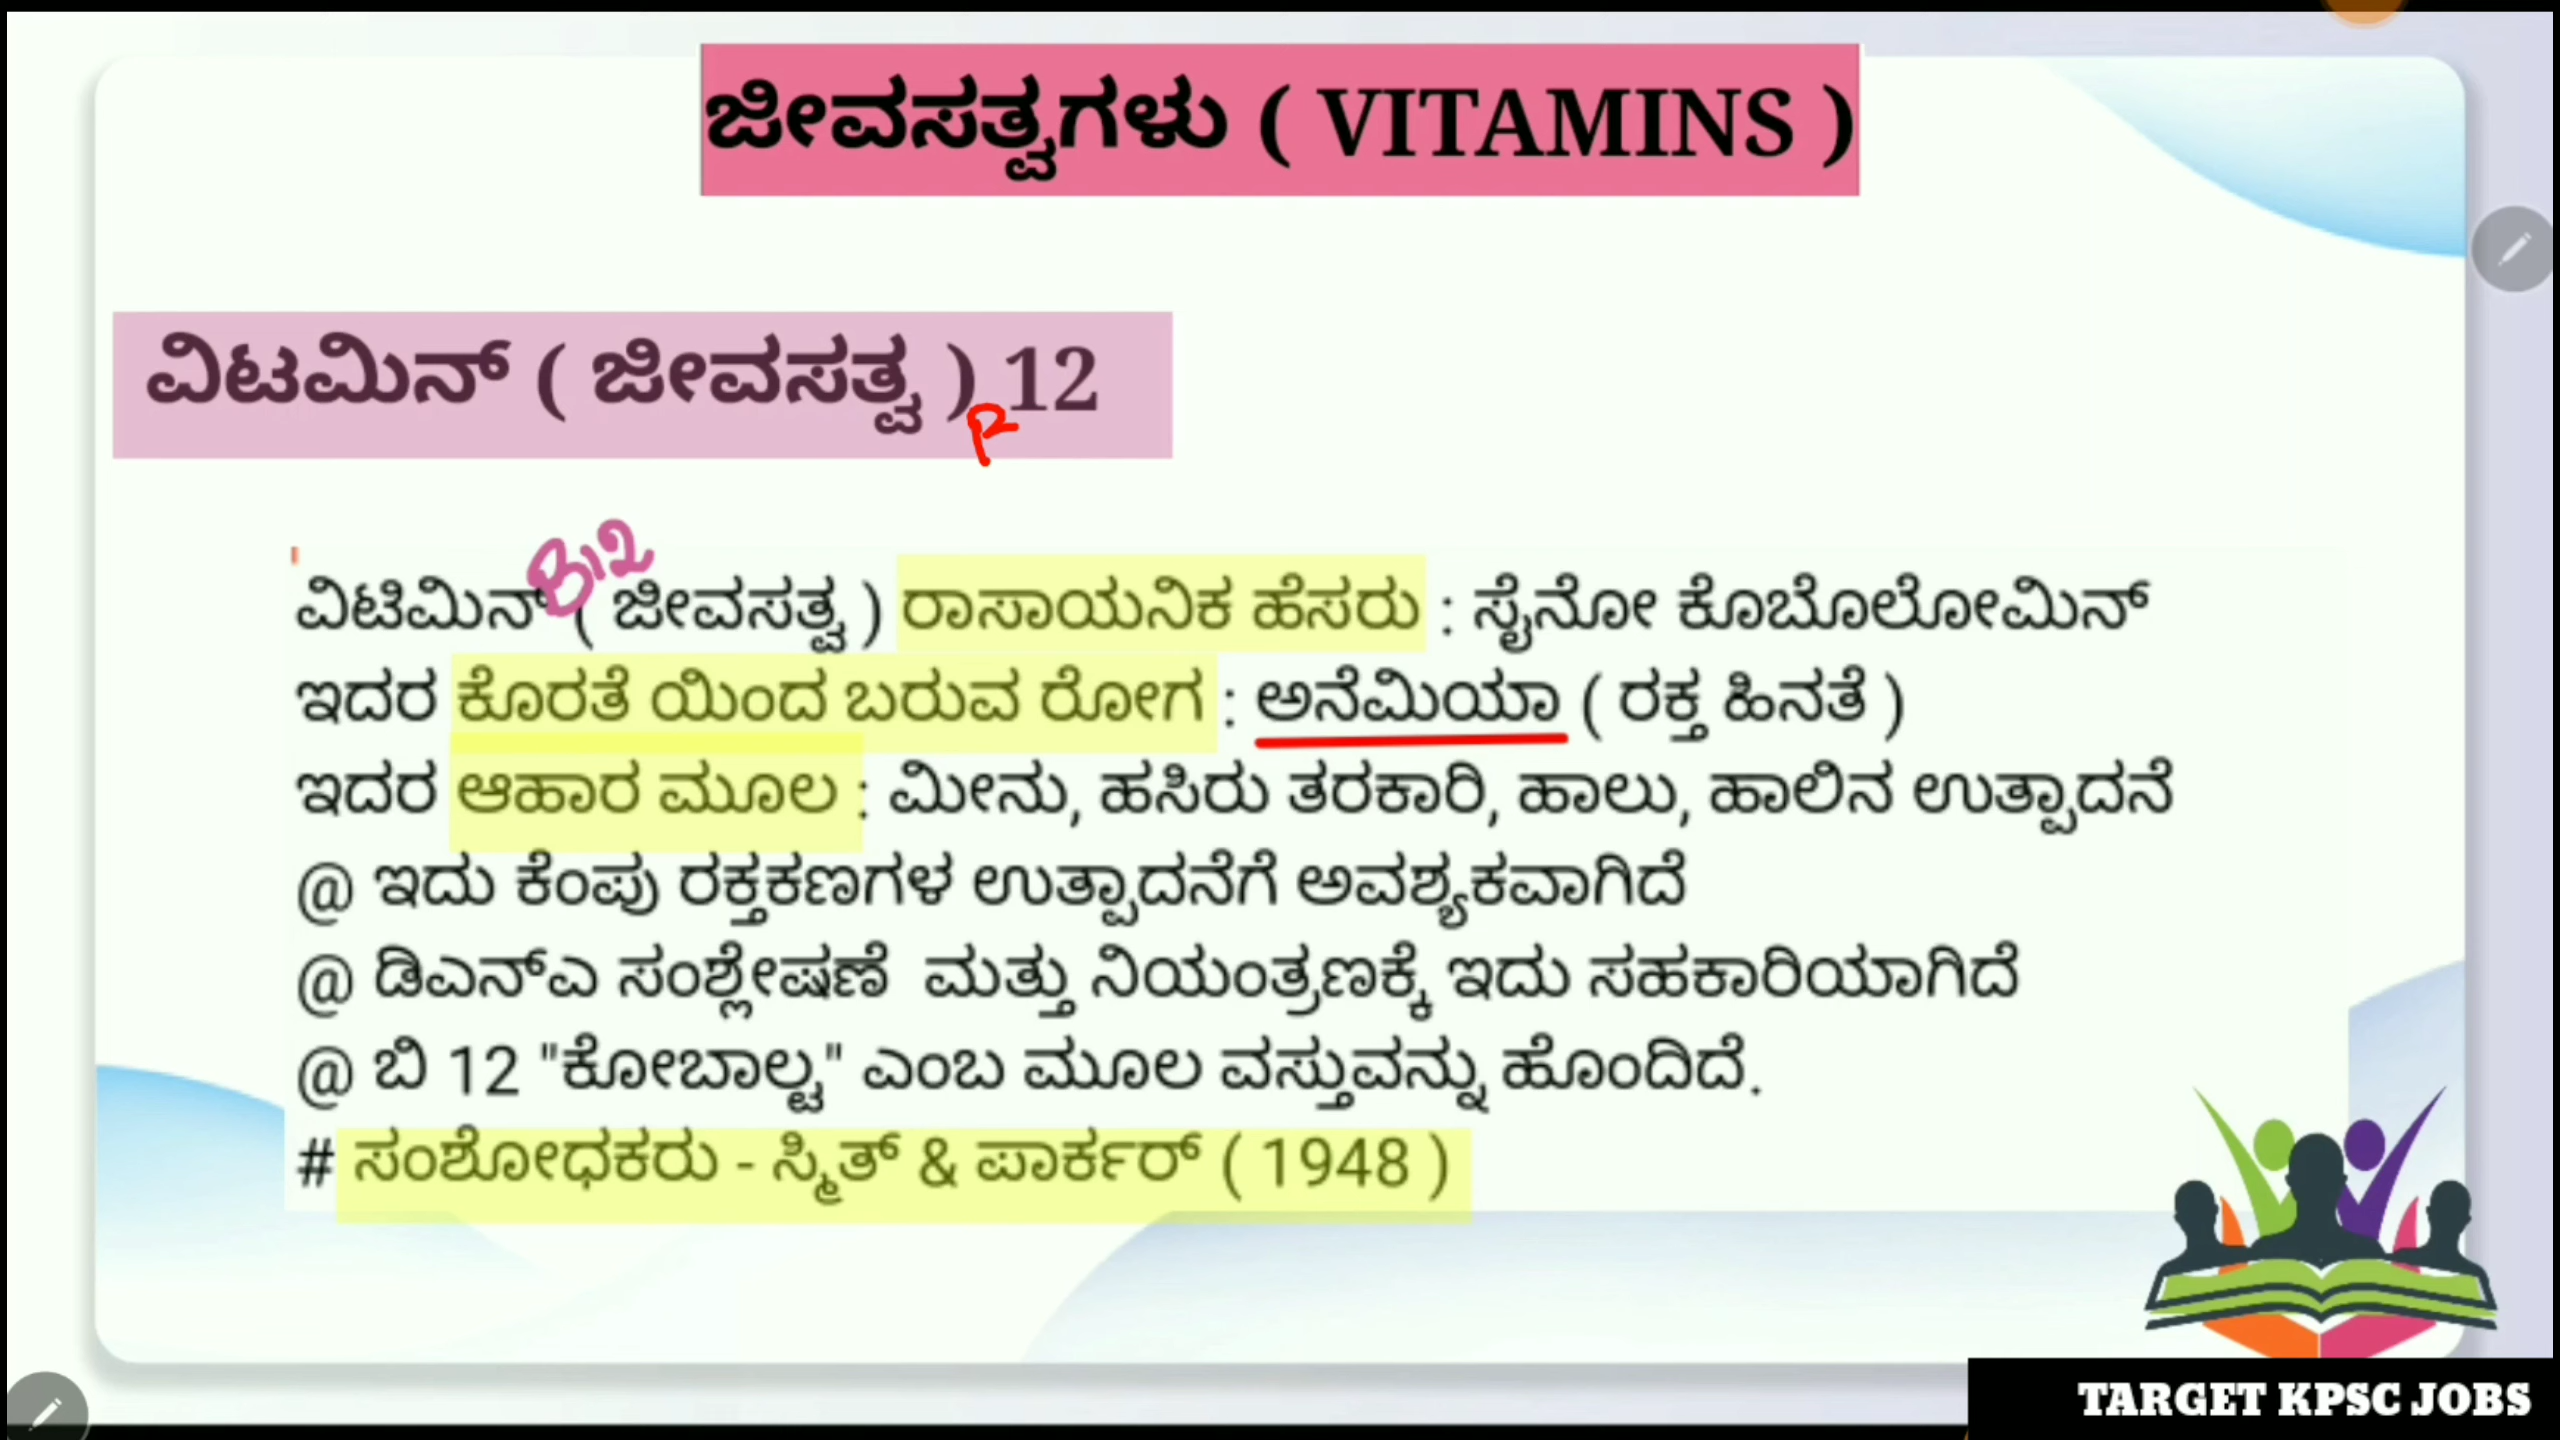 ಜೀವಸತ್ವಗಳು ( VITAMINS )
ವಿಟಮಿನ್ ( ಜೀವಸತ್ವ ) 12
B12
ವಿಟಿಮಿನ್ ( ಜೀವಸತ್ವ ) ರಾಸಾಯನಿಕ ಹೆಸರು : ಸೈನೋ ಕೊಬೊಲೋಮಿನ್
ಇದರ ಕೊರತೆ ಯಿಂದ ಬರುವ ರೋಗ : ಅನೆಮಿಯಾ ( ರಕ್ತ ಹಿನತೆ )
ಇದರ ಆಹಾರ ಮೂಲ : ಮೀನು, ಹಸಿರು ತರಕಾರಿ, ಹಾಲು, ಹಾಲಿನ ಉತ್ಪಾದನೆ
@ ಇದು ಕೆಂಪು ರಕ್ತಕಣಗಳ ಉತ್ಪಾದನೆಗೆ ಅವಶ್ಯಕವಾಗಿದೆ
@ ಡಿಎನ್ಎ ಸಂಶ್ಲೇಷಣೆ ಮತ್ತು ನಿಯಂತ್ರಣಕ್ಕೆ ಇದು ಸಹಕಾರಿಯಾಗಿದೆ
@ ಬಿ 12 "ಕೋಬಾಲ್ಟ" ಎಂಬ ಮೂಲ ವಸ್ತುವನ್ನು ಹೊಂದಿದೆ.
# ಸಂಶೋಧಕರು - ಸ್ಮಿತ್ & ಪಾರ್ಕರ್ ( 1948 )
TARGET KPSC JOBS